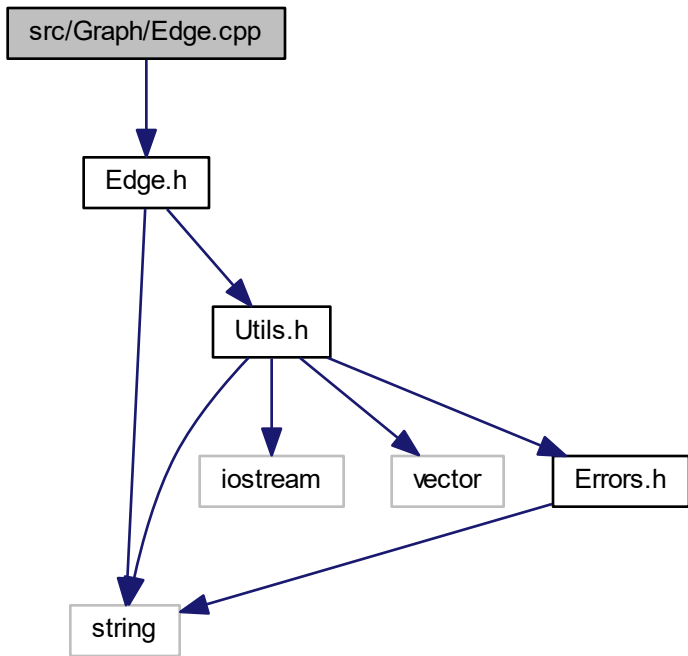 src/Graph/Edge.cpp
Edge.h
Utils.h
iostream
vector
Errors.h
string